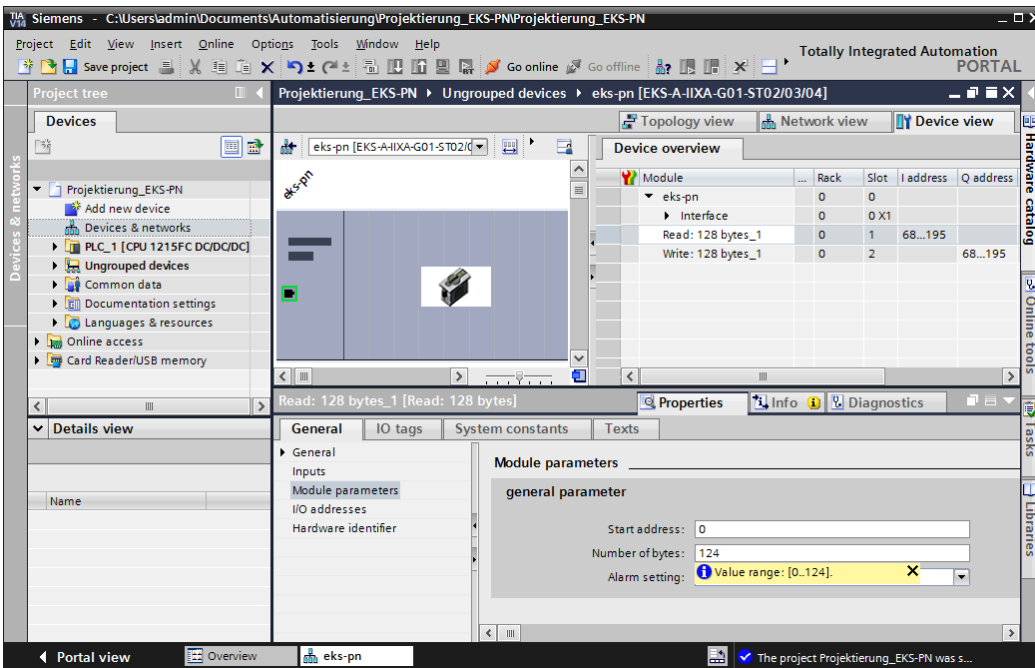 TIA V14 Siemens - C:\Users\admin\Documents\Automatisierung\Projektierung_EKS-PN\Projektierung_EKS-PN
Project Edit View Insert Online Options Tools Window Help
Totally Integrated Automation
PORTAL
Save project Go online Go offline
Project tree
Devices
Projektierung_EKS-PN
Add new device
Devices & networks
PLC_1 [CPU 1215FC DC/DC/DC]
Ungrouped devices
Common data
Documentation settings
Languages & resources
Online access
Card Reader/USB memory
Details view
Name
Devices & networks
Projektierung_EKS-PN Ungrouped devices eks-pn [EKS-A-IIXA-G01-ST02/03/04]
Topology view Network view Device view
eks-pn [EKS-A-IIXA-G01-ST02/0
eks-pn
Device overview
Module ... Rack Slot I address Q address
eks-pn 0 0
Interface 0 0 X1
Read: 128 bytes_1 0 1 68...195
Write: 128 bytes_1 0 2 68...195
Read: 128 bytes_1 [Read: 128 bytes]
Properties Info Diagnostics
General IO tags System constants Texts
General
Inputs
Module parameters
I/O addresses
Hardware identifier
Module parameters
general parameter
Start address: 0
Number of bytes: 124
Alarm setting: Value range: [0..124].
Hardware catalog
Online tools
Tasks
Libraries
Portal view Overview eks-pn The project Projektierung_EKS-PN was s...